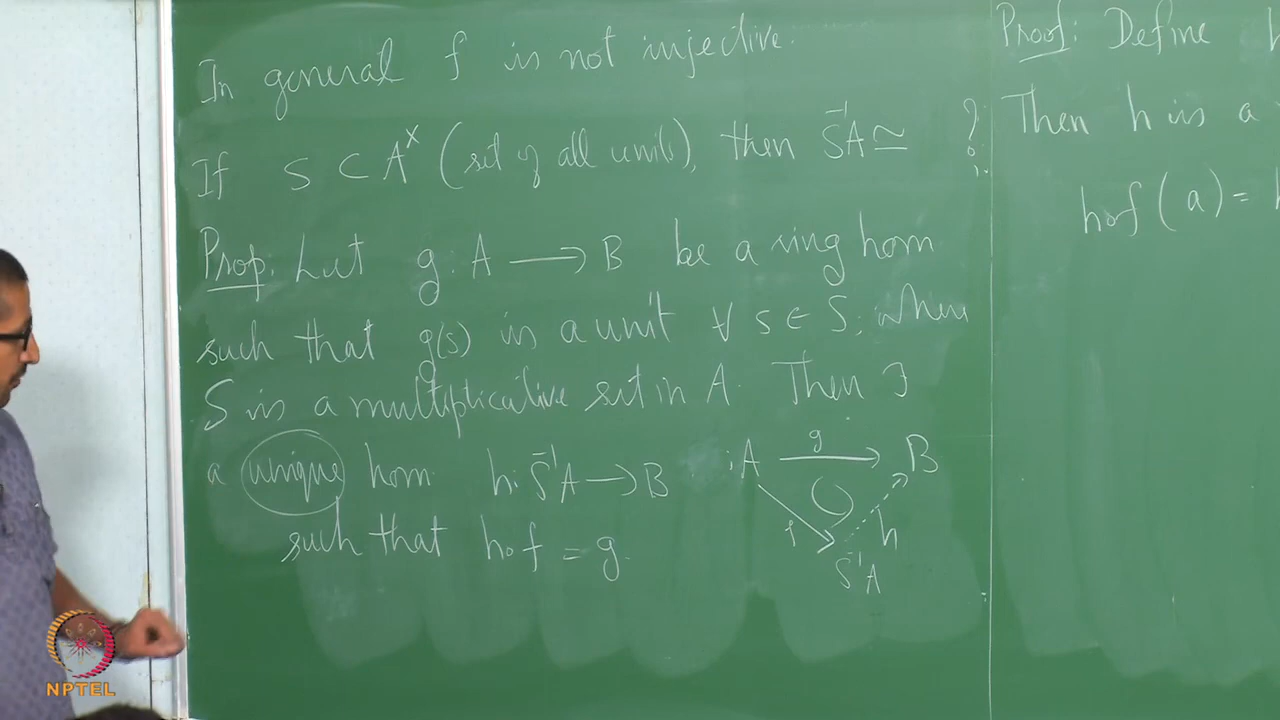 In general f is not injective.
If S ⊂ A^× (set of all units), then S⁻¹A ≃ ?
Prop: Let g: A ⟶ B be a ring hom
such that g(s) is a unit ∀ s ∈ S, where
S is a multiplicative set in A. Then ∃
a unique hom h: S⁻¹A ⟶ B
such that h∘f = g.
A g B
f h
S⁻¹A
Proof: Define
Then h is a
h∘f(a) =
NPTEL